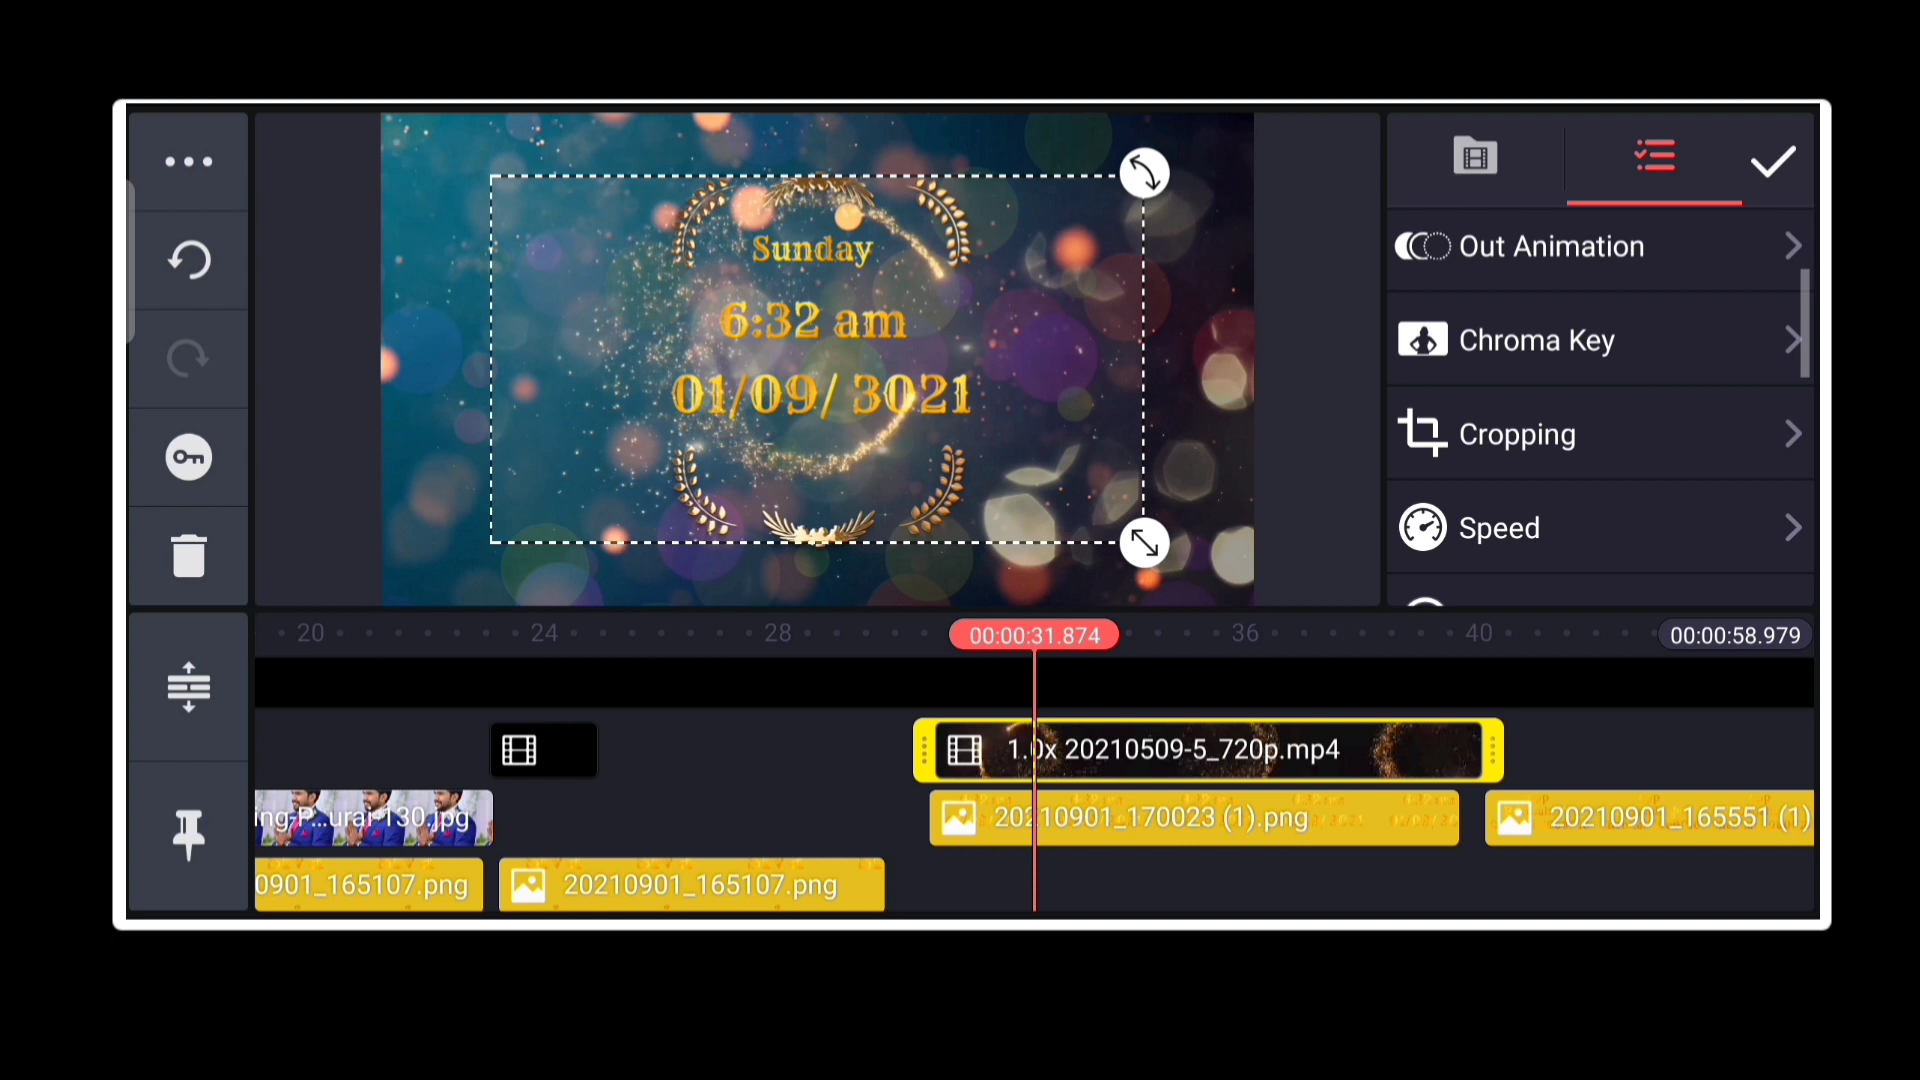 Sunday
6:32 am
01/09/ 3021
Out Animation
Chroma Key
Cropping
Speed
20
24
28
00:00:31.874
36
40
00:00:58.979
1.0x 20210509-5_720p.mp4
ing-P...urai-130.jpg
20210901_170023 (1).png
20210901_165551 (1)
0901_165107.png
20210901_165107.png